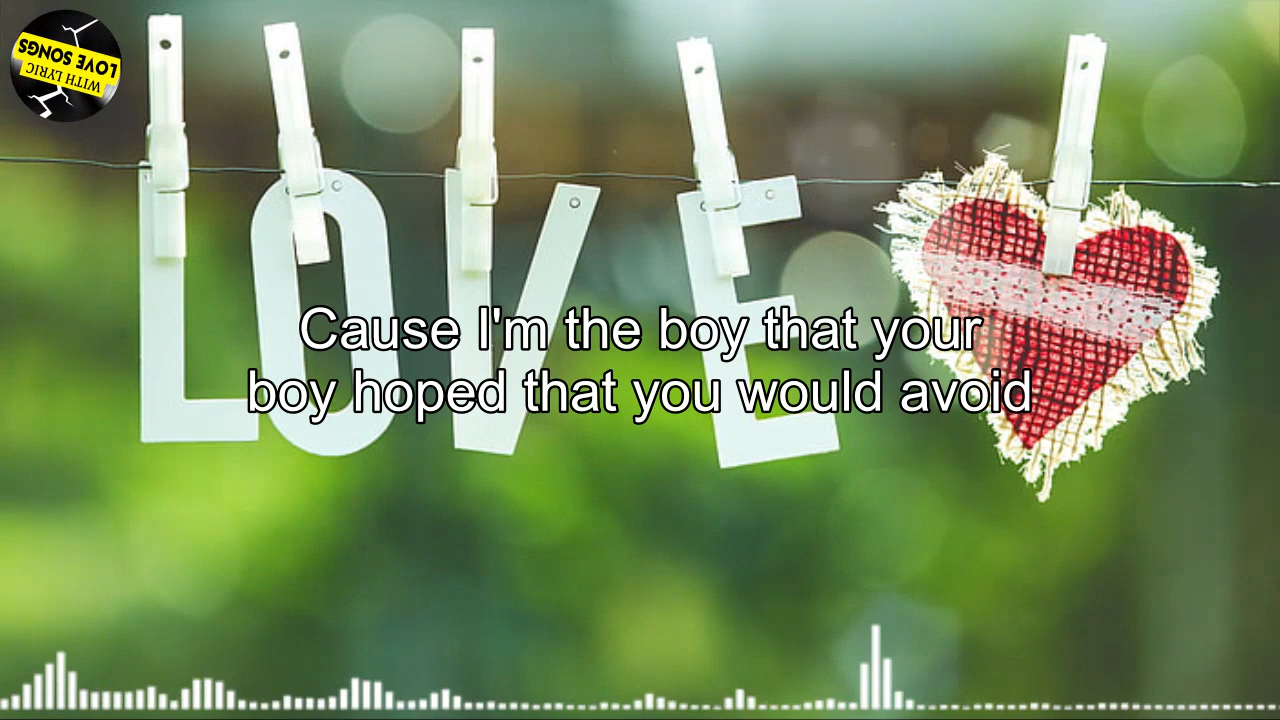 WITH LYRIC
LOVE SONGS
LOVE
Cause I'm the boy that your
boy hoped that you would avoid